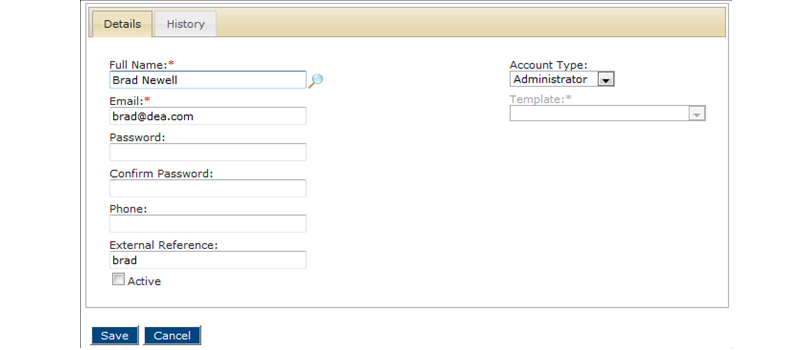 Details History
Full Name:*
Brad Newell
Email:*
brad@dea.com
Password:
Confirm Password:
Phone:
External Reference:
brad
Active
Account Type:
Administrator
Template:*
Save Cancel